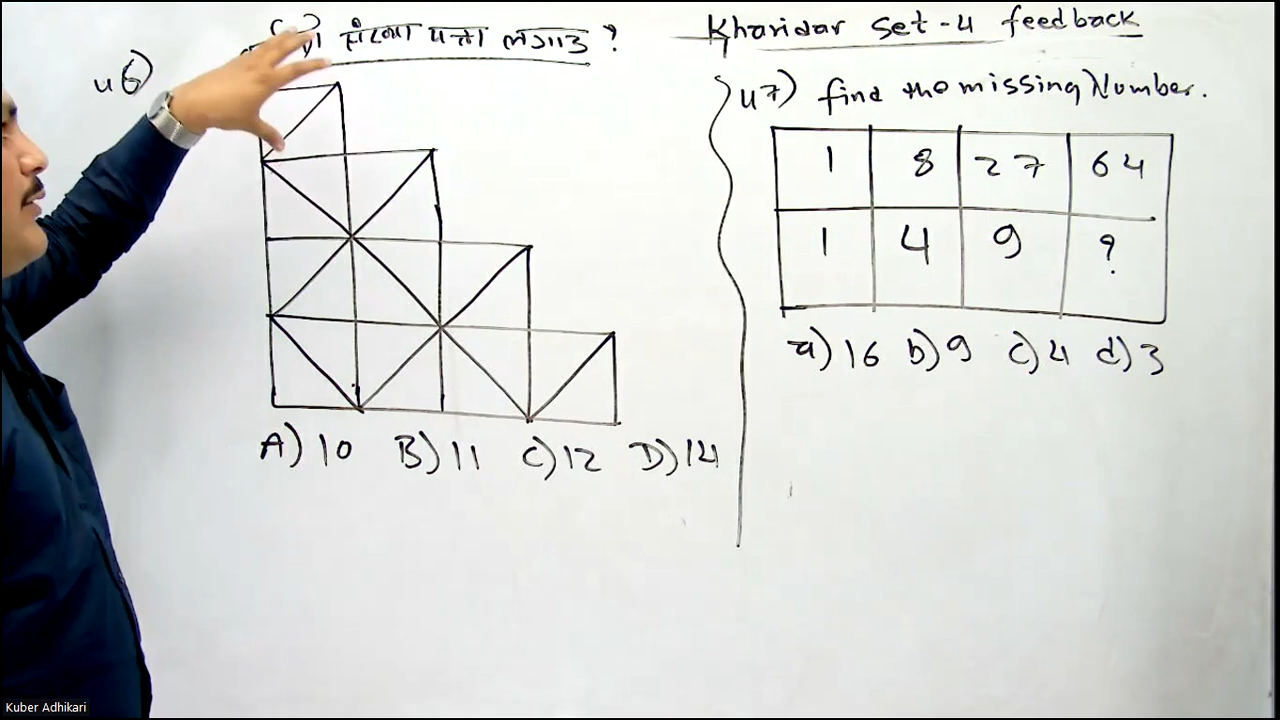 संख्या पत्ता लगाउ ?
Kharidar Set-4 feedback
46)
47) find the missing Number.
1 8 27 64
1 4 9 ?
a) 16 b) 9 c) 4 d) 3
A) 10 B) 11 C) 12 D) 14
Kuber Adhikari